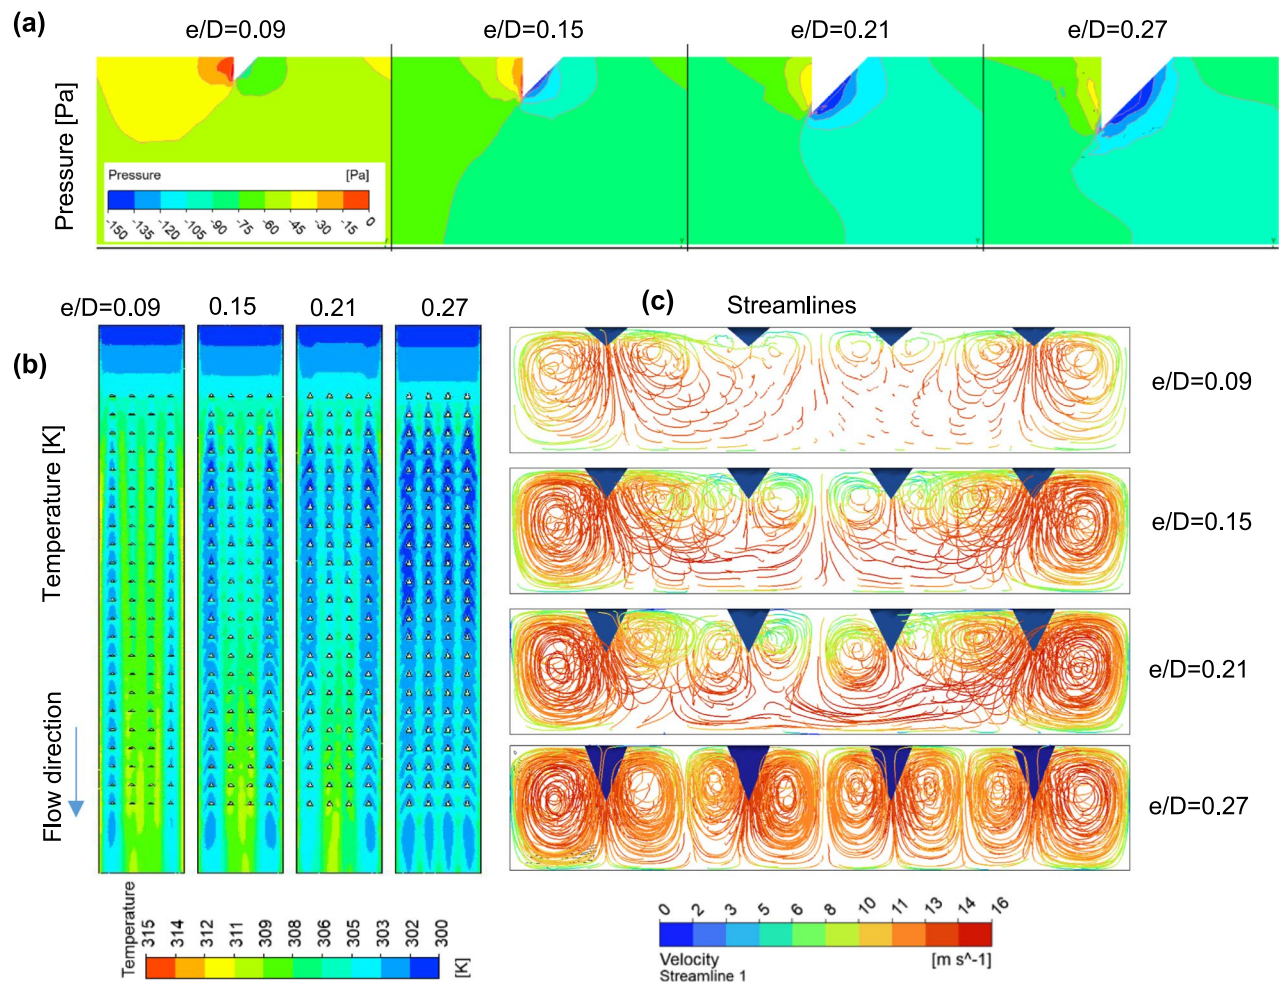 (a)
e/D=0.09
e/D=0.15
e/D=0.21
e/D=0.27
Pressure [Pa]
Pressure [Pa]
-150 -135 -120 -105 -90 -75 -60 -45 -30 -15 0
(b)
e/D=0.09 0.15 0.21 0.27
Temperature [K]
Flow direction
Temperature
315 314 312 311 309 308 306 305 303 302 300
[K]
(c)
Streamlines
e/D=0.09
e/D=0.15
e/D=0.21
e/D=0.27
0 2 3 5 6 8 10 11 13 14 16
Velocity [m s^-1]
Streamline 1